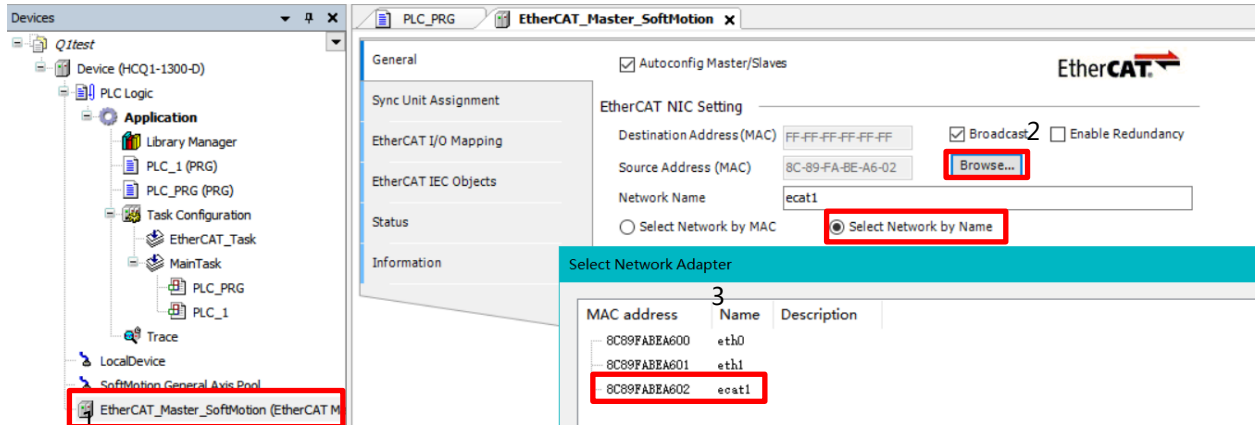 Devices
Q1test
Device (HCQ1-1300-D)
PLC Logic
Application
Library Manager
PLC_1 (PRG)
PLC_PRG (PRG)
Task Configuration
EtherCAT_Task
MainTask
PLC_PRG
PLC_1
Trace
LocalDevice
SoftMotion General Axis Pool
EtherCAT_Master_SoftMotion (EtherCAT M
1
PLC_PRG
EtherCAT_Master_SoftMotion
General
Sync Unit Assignment
EtherCAT I/O Mapping
EtherCAT IEC Objects
Status
Information
Autoconfig Master/Slaves
EtherCAT.
EtherCAT NIC Setting
Destination Address (MAC) FF-FF-FF-FF-FF-FF Broadcast 2 Enable Redundancy
Source Address (MAC) 8C-89-FA-BE-A6-02 Browse...
Network Name ecat1
Select Network by MAC Select Network by Name
Select Network Adapter
3
MAC address Name Description
8C89FABEA600 eth0
8C89FABEA601 eth1
8C89FABEA602 ecat1